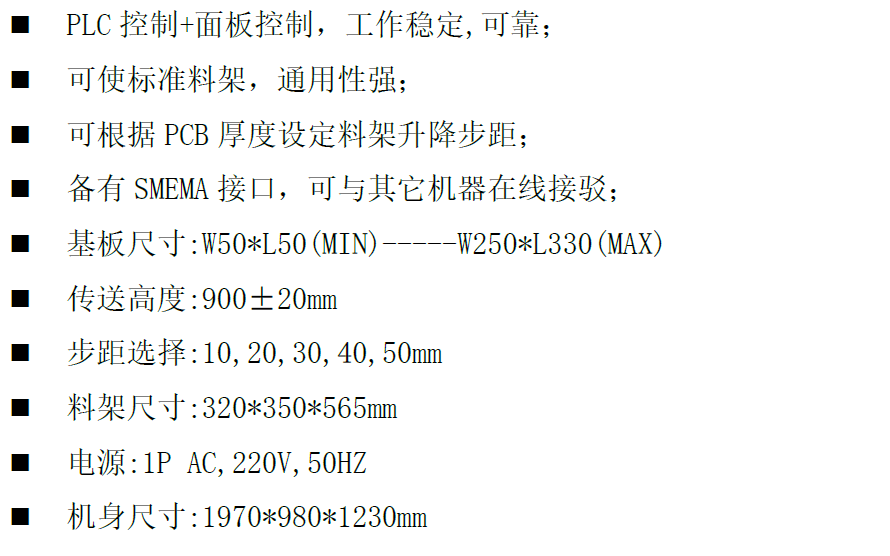 ■ PLC 控制+面板控制，工作稳定,可靠；
■ 可使标准料架，通用性强；
■ 可根据 PCB 厚度设定料架升降步距；
■ 备有 SMEMA 接口，可与其它机器在线接驳；
■ 基板尺寸:W50*L50(MIN)-----W250*L330(MAX)
■ 传送高度:900±20mm
■ 步距选择:10,20,30,40,50mm
■ 料架尺寸:320*350*565mm
■ 电源:1P AC,220V,50HZ
■ 机身尺寸:1970*980*1230mm